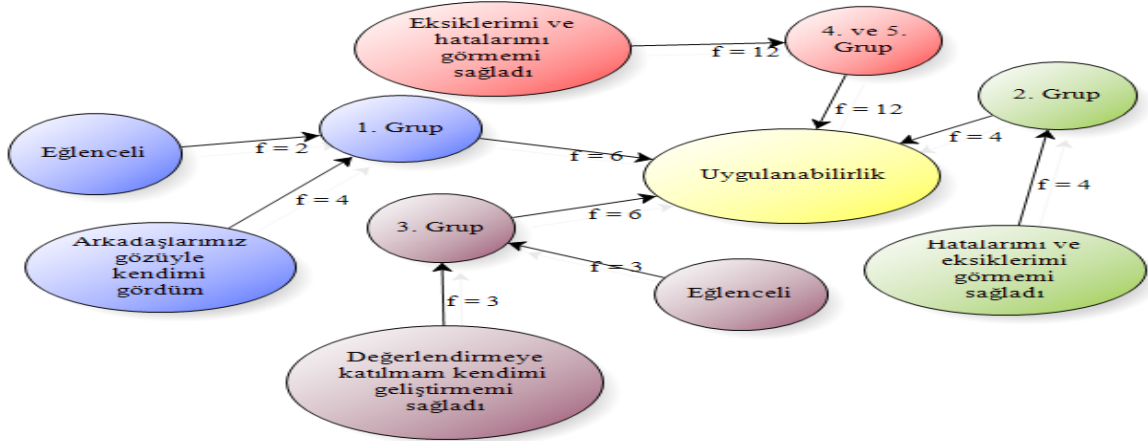 Eksiklerimi ve
hatalarımı
görmemi
sağladı
f = 12
4. ve 5.
Grup
f = 12
2. Grup
f = 4
f = 4
Hatalarımı ve
eksiklerimi
görmemi
sağladı
Eğlenceli
f = 2
1. Grup
f = 6
Uygulanabilirlik
f = 4
Arkadaşlarımız
gözüyle
kendimi
gördüm
3. Grup
f = 6
f = 3
Eğlenceli
f = 3
Değerlendirmeye
katılmam kendimi
geliştirmemi
sağladı